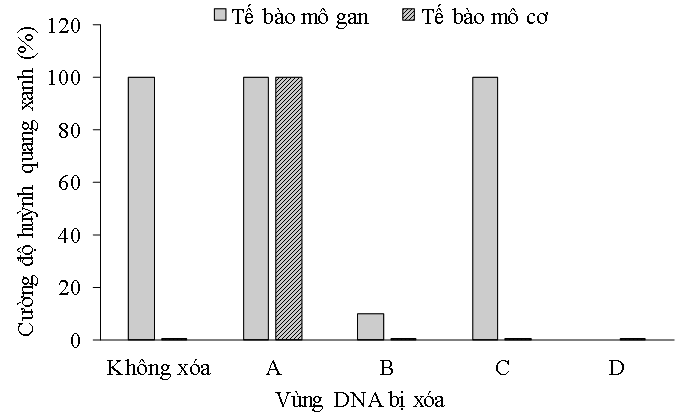 Tế bào mô gan Tế bào mô cơ
Cường độ huỳnh quang xanh (%)
120
100
80
60
40
20
0
Không xóa A B C D
Vùng DNA bị xóa